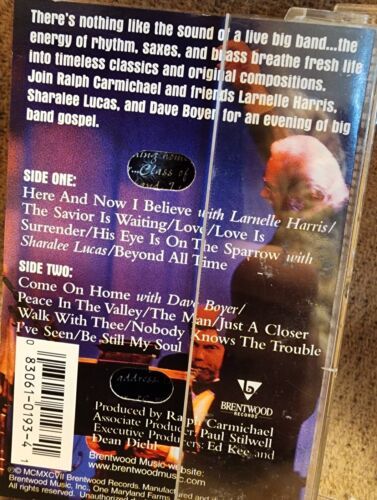 There's nothing like the sound of a live big band...the
energy of rhythm, saxes, and brass breathe fresh life
into timeless classics and original compositions.
Join Ralph Carmichael and friends Larnelle Harris,
Sharalee Lucas, and Dave Boyer for an evening of big
band gospel.
Class of
SIDE ONE:
Here And Now I Believe with Larnelle Harris/
The Savior Is Waiting/Love/Love Is
Surrender/His Eye Is On The Sparrow with
Sharalee Lucas/Beyond All Time
SIDE TWO:
Come On Home with Dave Boyer/
Peace In The Valley/The Man/Just A Closer
Walk With Thee/Nobody Knows The Trouble
I've Seen/Be Still My Soul
0 83061-0193-4 1
address
BRENTWOOD
RECORDS
Produced by Ralph Carmichael
Associate Producer: Paul Stilwell
Executive Producers: Ed Kee and
Dean Diehl
Brentwood Music website:
www.brentwoodmusic
MCMXCVII Brentwood Records. Manufactured
Brentwood Music, Inc. One Maryland Farms
All rights reserved. Unauthorized